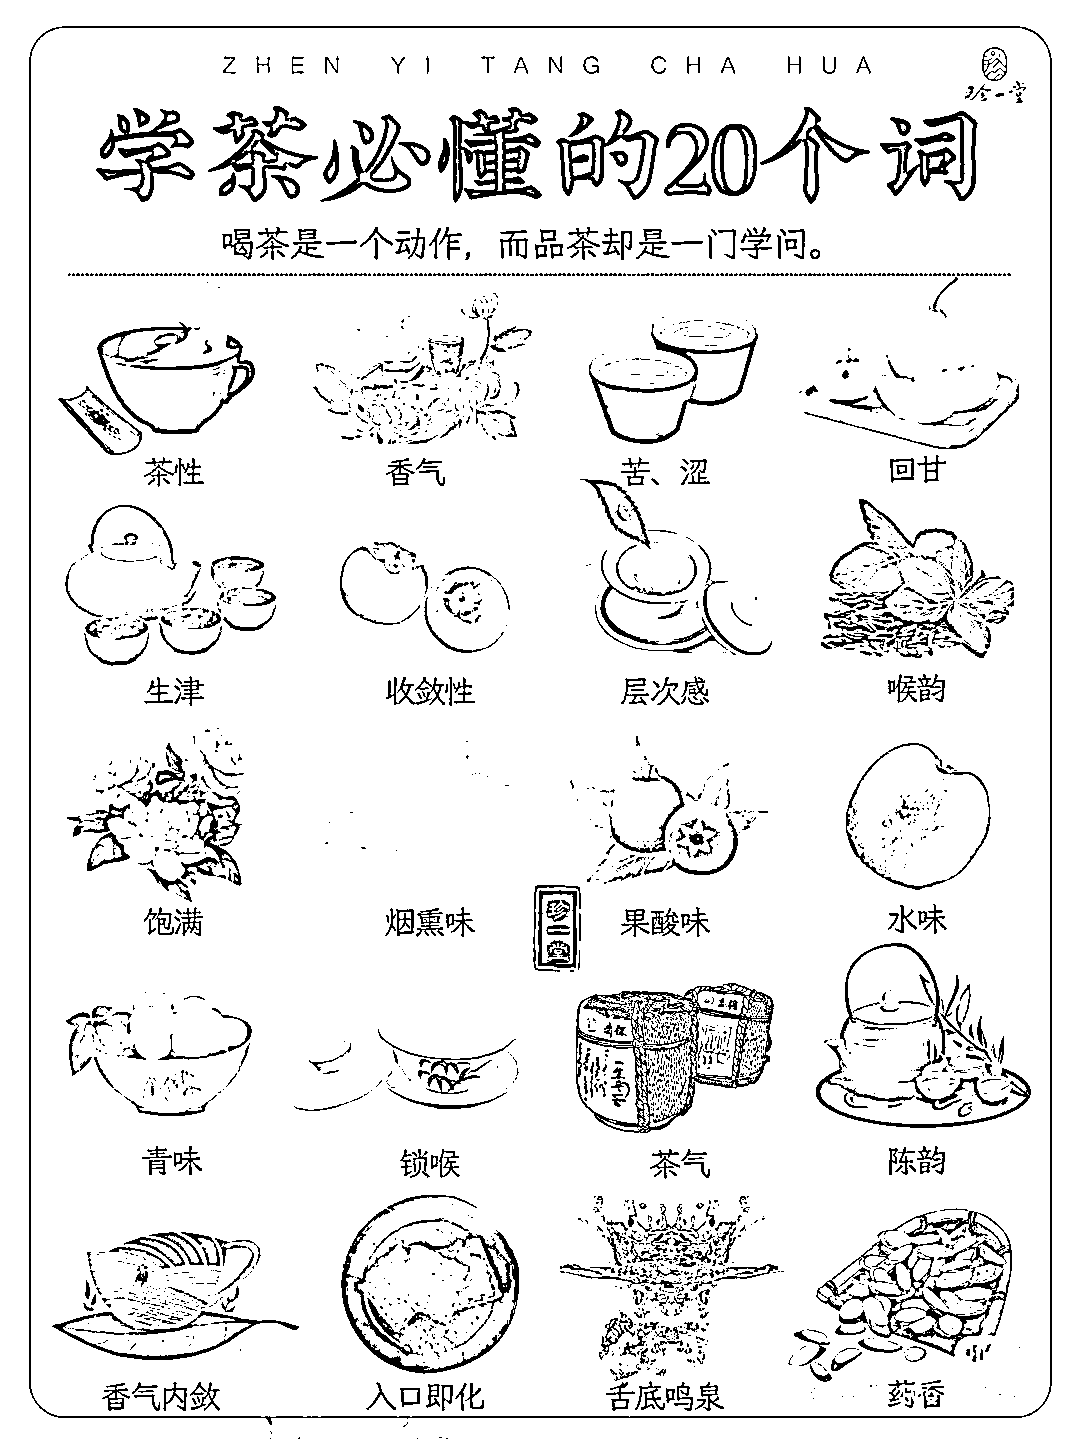 ZHEN YI TANG CHA HUA
珍一堂
学茶必懂的20个词
喝茶是一个动作，而品茶却是一门学问。
茶性
香气
苦、涩
回甘
生津
收敛性
层次感
喉韵
饱满
烟熏味
果酸味
水味
珍一堂
青味
锁喉
茶气
陈韵
香气内敛
入口即化
舌底鸣泉
药香